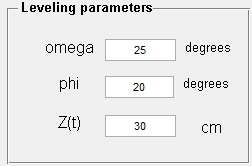 Leveling parameters
omega 25 degrees
phi 20 degrees
Z(t) 30 cm